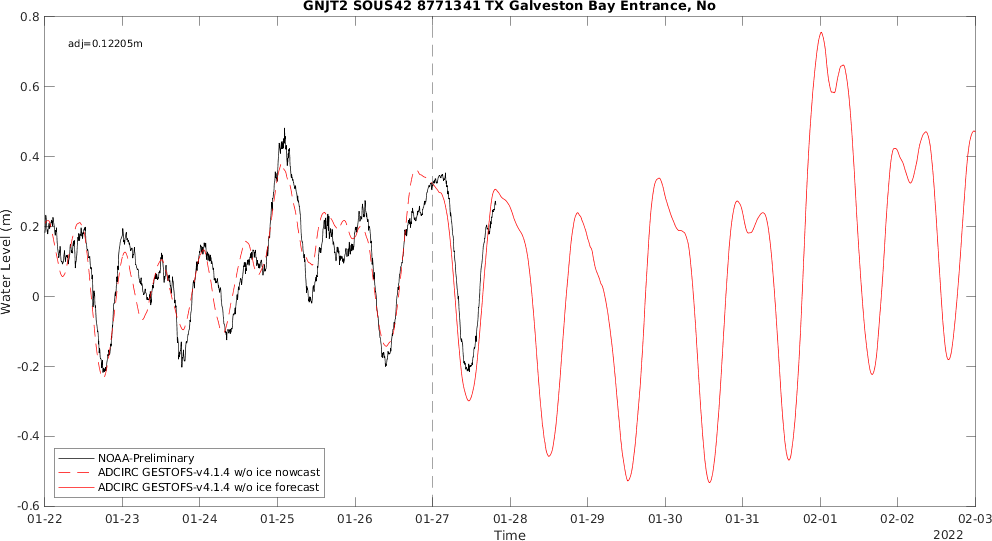 GNJT2 SOUS42 8771341 TX Galveston Bay Entrance, No
adj=0.12205m
0.8
0.6
0.4
0.2
0
-0.2
-0.4
-0.6
Water Level (m)
NOAA-Preliminary
ADCIRC GESTOFS-v4.1.4 w/o ice nowcast
ADCIRC GESTOFS-v4.1.4 w/o ice forecast
01-22 01-23 01-24 01-25 01-26 01-27 01-28 01-29 01-30 01-31 02-01 02-02 02-03
Time
2022